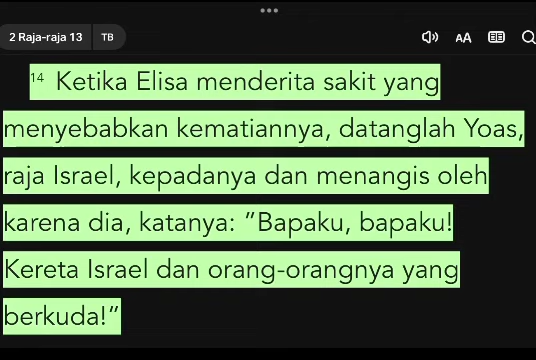 2 Raja-raja 13 TB AA
14 Ketika Elisa menderita sakit yang
menyebabkan kematiannya, datanglah Yoas,
raja Israel, kepadanya dan menangis oleh
karena dia, katanya: "Bapaku, bapaku!
Kereta Israel dan orang-orangnya yang
berkuda!"